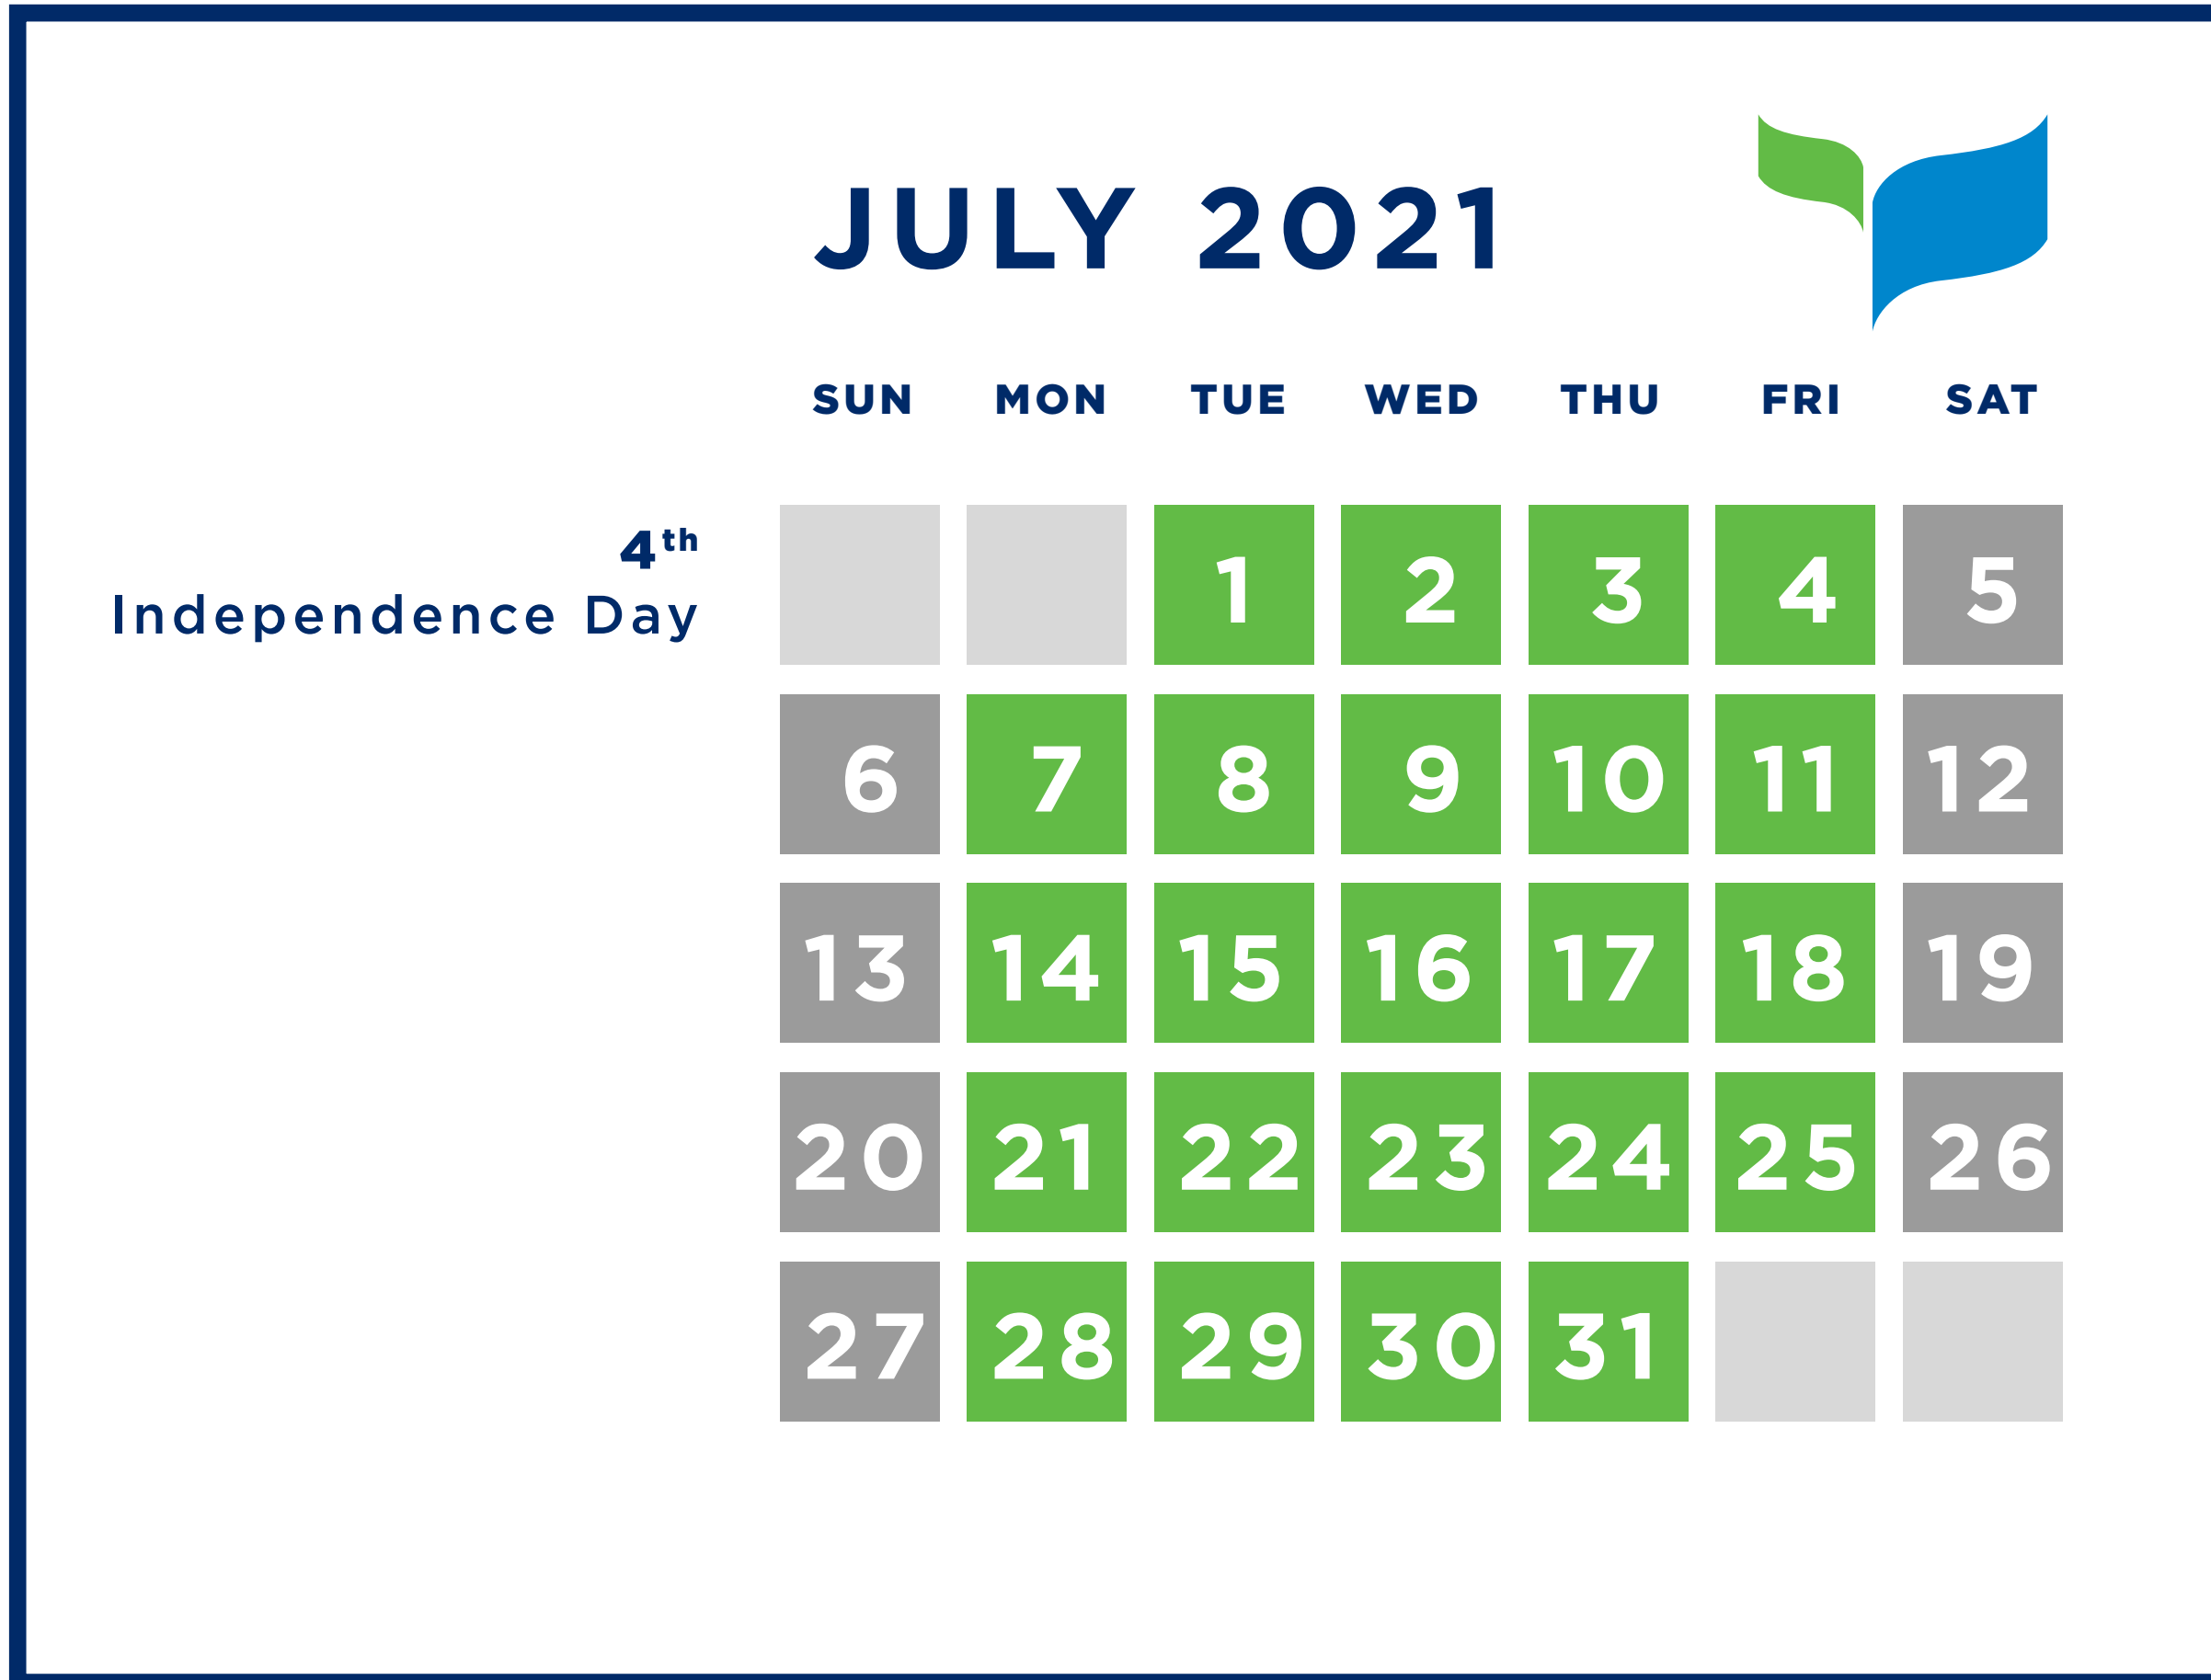 JULY 2021
SUN MON TUE WED THU FRI SAT
4th
Independence Day
1 2 3 4 5
6 7 8 9 10 11 12
13 14 15 16 17 18 19
20 21 22 23 24 25 26
27 28 29 30 31